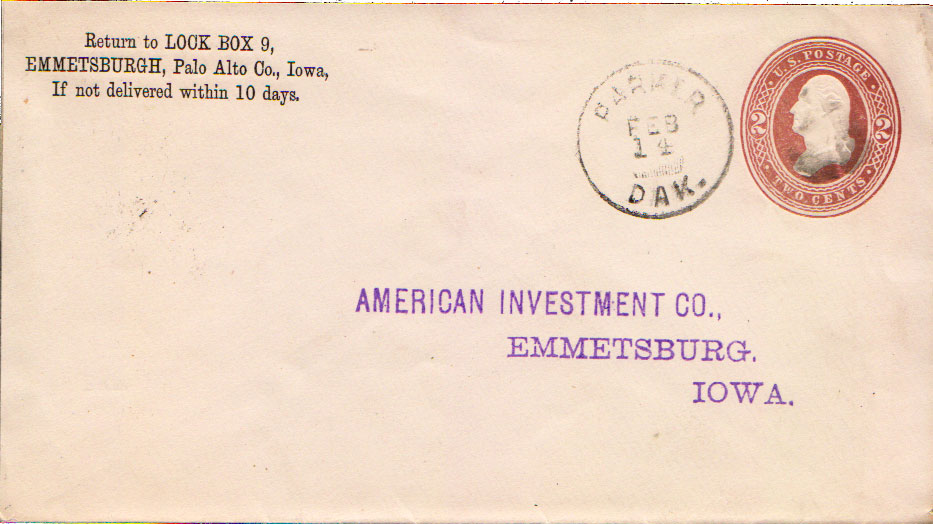 Return to LOCK BOX 9,
EMMETSBURGH, Palo Alto Co., Iowa,
If not delivered within 10 days.
PARKER
FEB
14
DAK.
U.S. POSTAGE
2 2
TWO CENTS
AMERICAN INVESTMENT CO.,
EMMETSBURG.
IOWA.